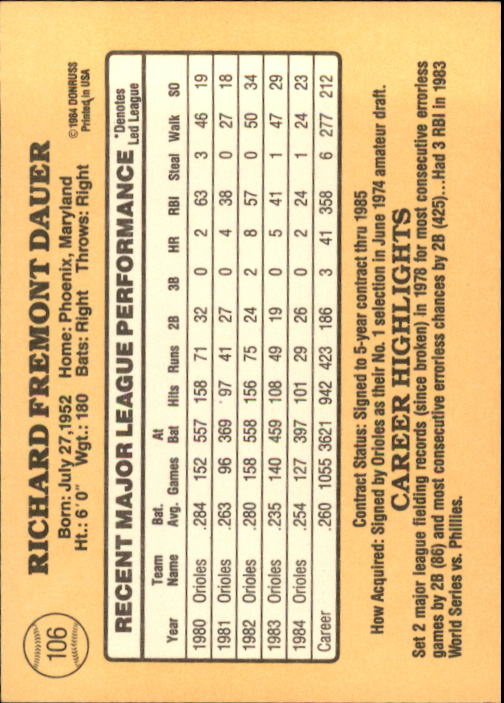 106
RICHARD FREMONT DAUER
Born: July 27, 1952 Home: Phoenix, Maryland
Ht.: 6'0" Wgt.: 180 Bats: Right Throws: Right
© 1984 DONRUSS
Printed in USA
RECENT MAJOR LEAGUE PERFORMANCE
*Denotes
Led League
Year Team Name Bat. Avg. Games At Bat Hits Runs 2B 3B HR RBI Steal Walk SO
1980 Orioles .284 152 557 158 71 32 0 2 63 3 46 19
1981 Orioles .263 96 369 97 41 27 0 4 38 0 27 18
1982 Orioles .280 158 558 156 75 24 2 8 57 0 50 34
1983 Orioles .235 140 459 108 49 19 0 5 41 1 47 29
1984 Orioles .254 127 397 101 29 26 0 2 24 1 24 23
Career .260 1055 3621 942 423 186 3 41 358 6 277 212
Contract Status: Signed to 5-year contract thru 1985
How Acquired: Signed by Orioles as their No. 1 selection in June 1974 amateur draft.
CAREER HIGHLIGHTS
Set 2 major league fielding records (since broken) in 1978 for most consecutive errorless
games by 2B (86) and most consecutive errorless chances by 2B (425)...Had 3 RBI in 1983
World Series vs. Phillies.